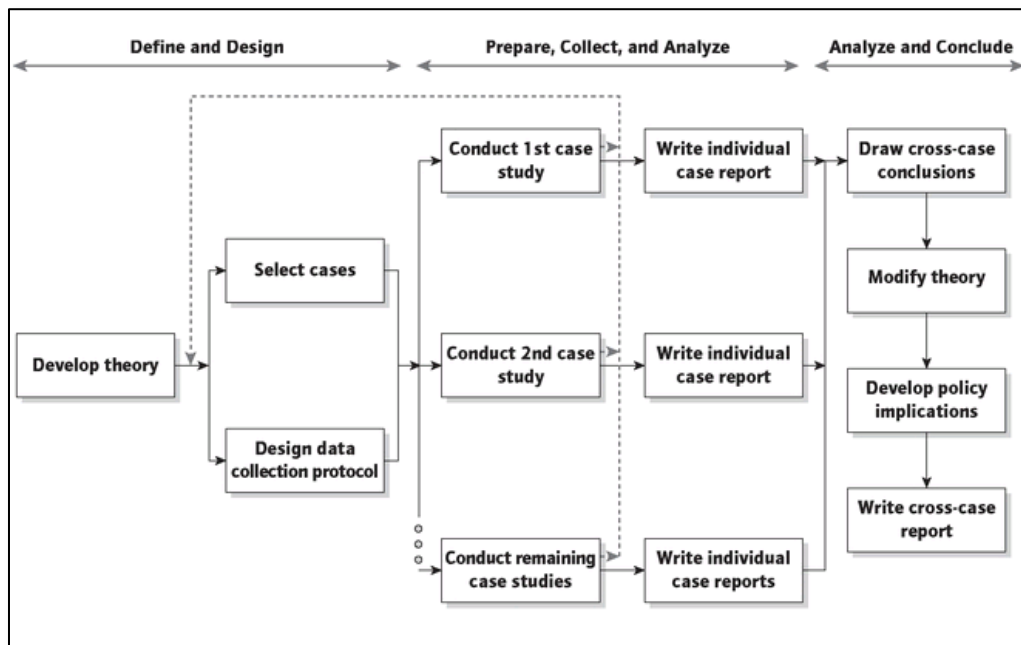 Define and Design
Prepare, Collect, and Analyze
Analyze and Conclude
Develop theory
Select cases
Design data
collection protocol
Conduct 1st case
study
Write individual
case report
Conduct 2nd case
study
Write individual
case report
Conduct remaining
case studies
Write individual
case reports
Draw cross-case
conclusions
Modify theory
Develop policy
implications
Write cross-case
report